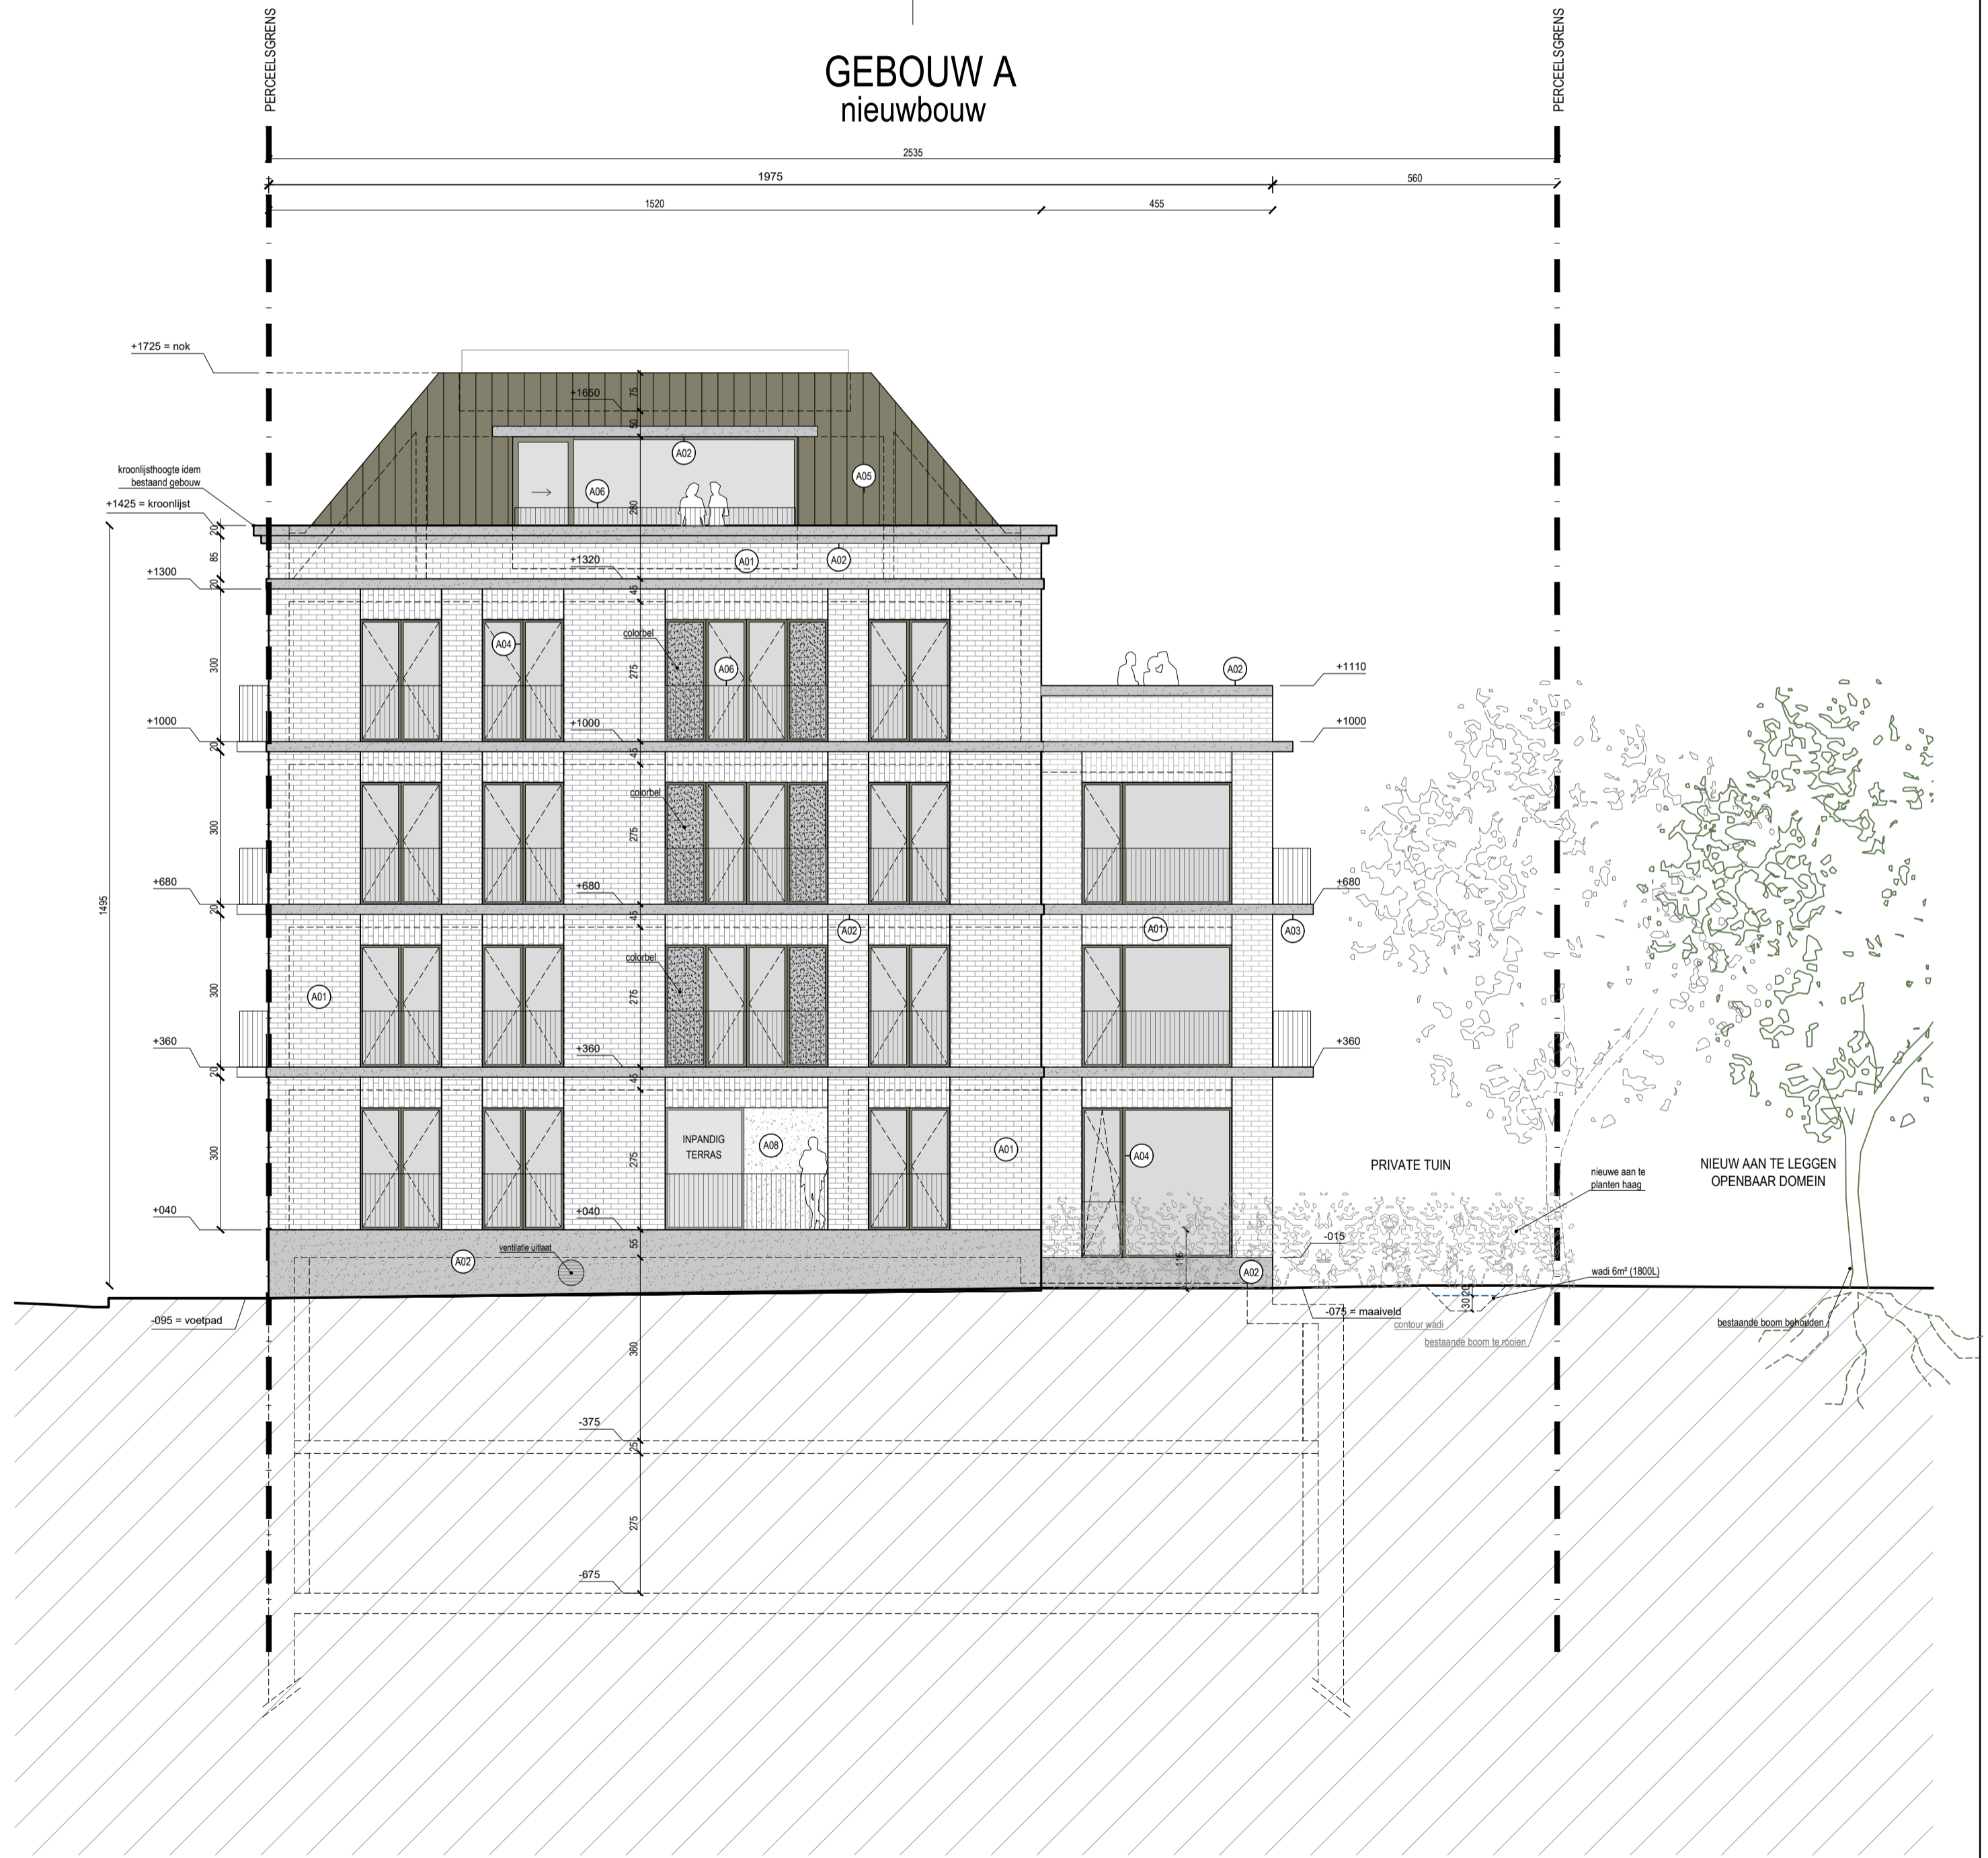 PERCEELSGRENS
PERCEELSGRENS
GEBOUW A
nieuwbouw
2535
1975
560
1520
455
+1725 = nok
+1650
75
50
A02
A05
A06
280
kroonlijsthoogte idem
bestaand gebouw
+1425 = kroonlijst
20
85
A01
A02
+1320
+1300
20
45
colorbel
A04
A06
300
275
A02
+1110
+1000
+1000
+1000
20
45
colorbel
300
275
+680
+680
+680
20
45
1495
A02
A01
A03
colorbel
300
275
A01
+360
+360
+360
20
45
INPANDIG
TERRAS
A08
A01
A04
300
275
PRIVATE TUIN
NIEUW AAN TE LEGGEN
OPENBAAR DOMEIN
nieuwe aan te
planten haag
+040
+040
55
ventilatie uitlaat
A02
115
-015
A02
wadi 6m² (1800L)
30 20
-095 = voetpad
-075 = maaiveld
contour wadi
bestaande boom te rooien
bestaande boom behouden
360
-375
25
275
-675